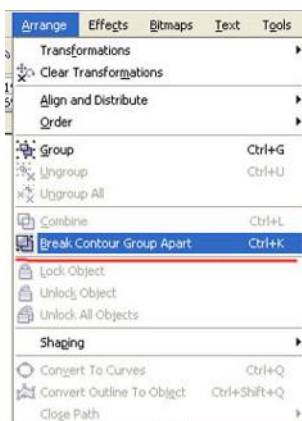 Arrange Effects Bitmaps Text Tools
Transformations
Clear Transformations
Align and Distribute
Order
Group Ctrl+G
Ungroup Ctrl+U
Ungroup All
Combine Ctrl+L
Break Contour Group Apart Ctrl+K
Lock Object
Unlock Object
Unlock All Objects
Shaping
Convert To Curves Ctrl+Q
Convert Outline To Object Ctrl+Shift+Q
Close Path